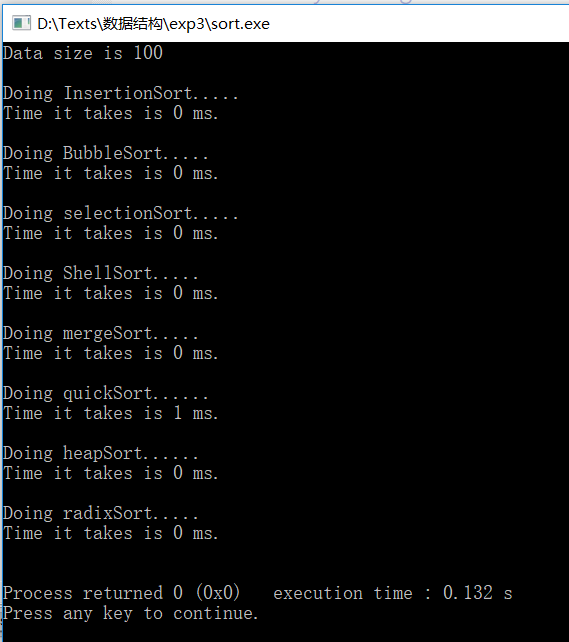 D:\Texts\数据结构\exp3\sort.exe
Data size is 100
Doing InsertionSort.....
Time it takes is 0 ms.
Doing BubbleSort.....
Time it takes is 0 ms.
Doing selectionSort.....
Time it takes is 0 ms.
Doing ShellSort.....
Time it takes is 0 ms.
Doing mergeSort.....
Time it takes is 0 ms.
Doing quickSort......
Time it takes is 1 ms.
Doing heapSort......
Time it takes is 0 ms.
Doing radixSort.....
Time it takes is 0 ms.
Process returned 0 (0x0)   execution time : 0.132 s
Press any key to continue.